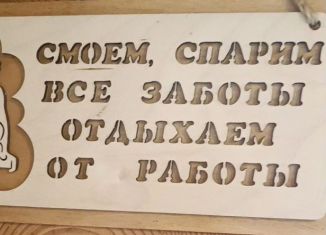 СМОЕМ, СПАРИМ
ВСЕ ЗАБОТЫ
ОТДЫХАЕМ
ОТ РАБОТЫ